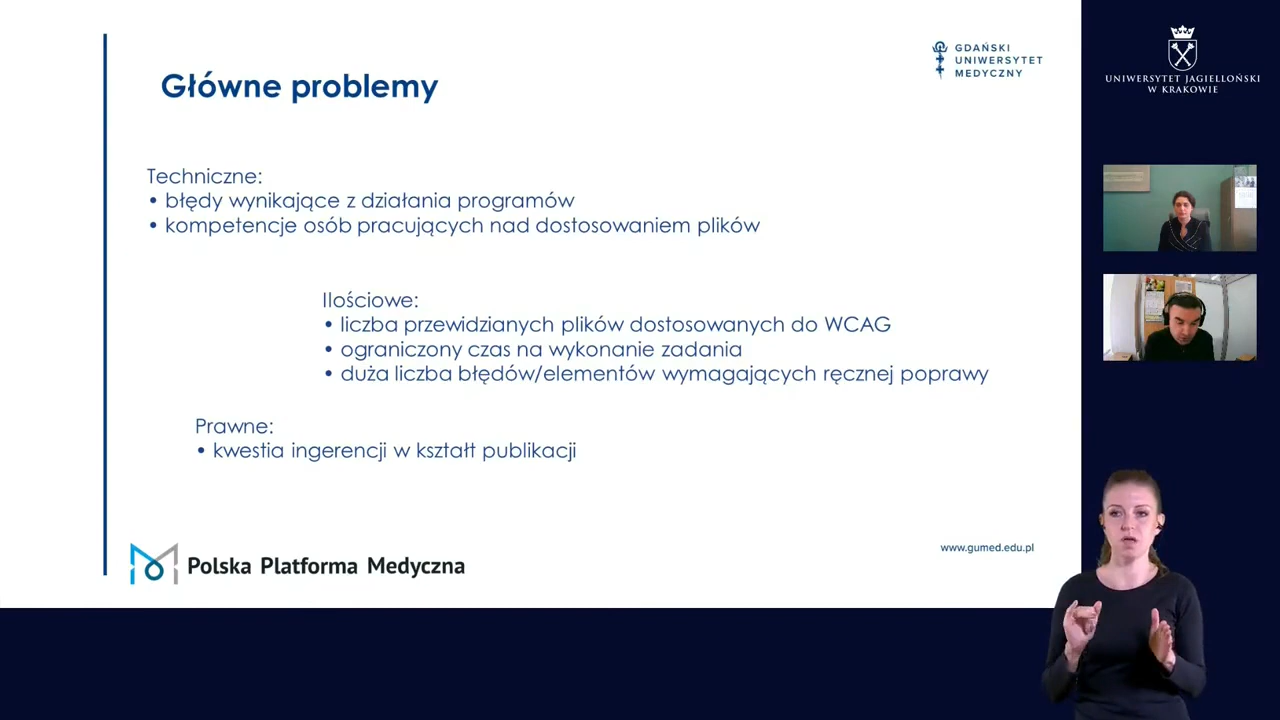 Główne problemy
GDAŃSKI
UNIWERSYTET
MEDYCZNY
UNIWERSYTET JAGIELLOŃSKI
W KRAKOWIE
Techniczne:
• błędy wynikające z działania programów
• kompetencje osób pracujących nad dostosowaniem plików
Ilościowe:
• liczba przewidzianych plików dostosowanych do WCAG
• ograniczony czas na wykonanie zadania
• duża liczba błędów/elementów wymagających ręcznej poprawy
Prawne:
• kwestia ingerencji w kształt publikacji
www.gumed.edu.pl
Polska Platforma Medyczna